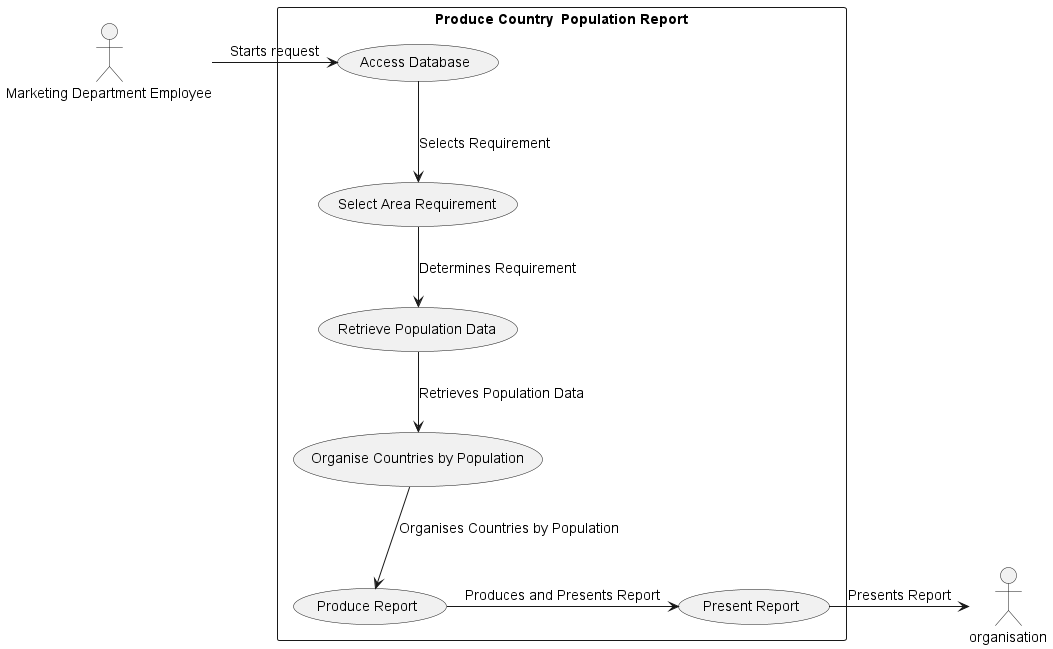 Produce Country  Population Report
Starts request
Access Database
Marketing Department Employee
Selects Requirement
Select Area Requirement
Determines Requirement
Retrieve Population Data
Retrieves Population Data
Organise Countries by Population
Organises Countries by Population
Produce Report
Produces and Presents Report
Present Report
Presents Report
organisation